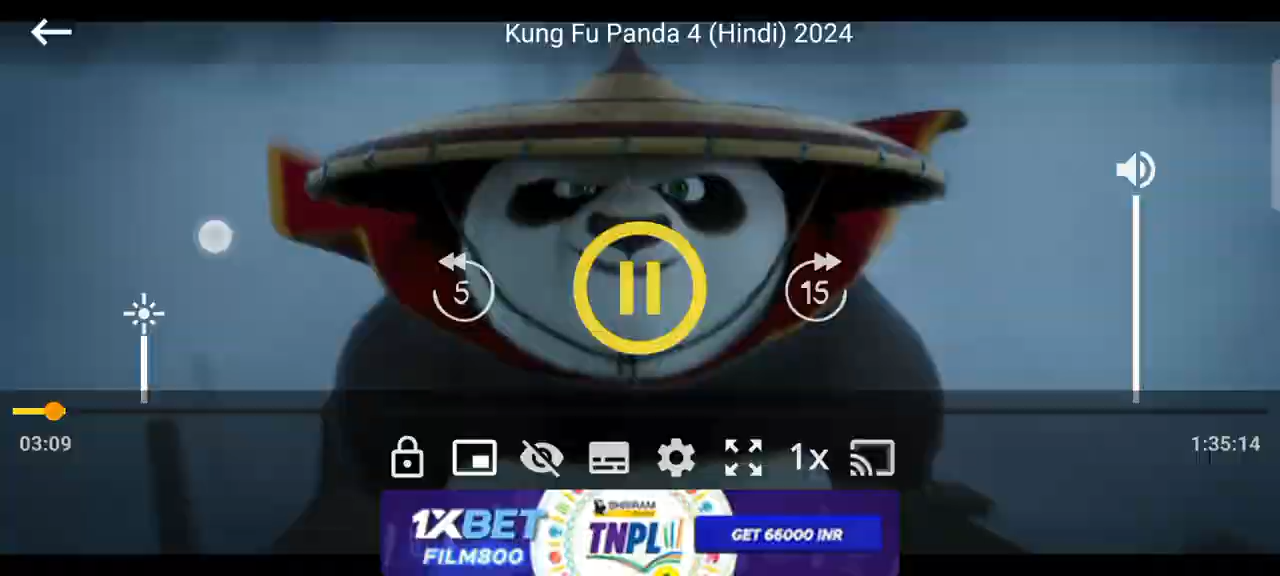 Kung Fu Panda 4 (Hindi) 2024
5
15
03:09
1:35:14
1x
1XBET
FILM800
SHRIRAM
TNPL
GET 66000 INR